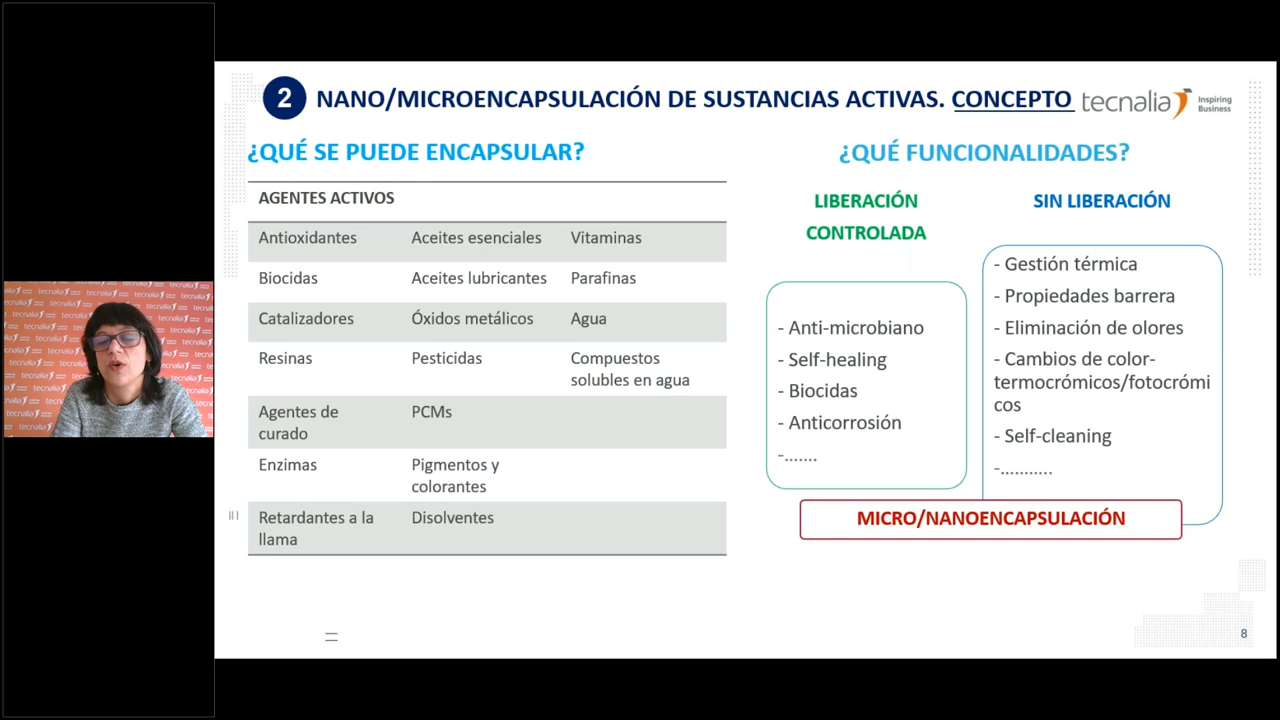 2
NANO/MICROENCAPSULACIÓN DE SUSTANCIAS ACTIVAS. CONCEPTO
tecnalia
Inspiring
Business
¿QUÉ SE PUEDE ENCAPSULAR?
AGENTES ACTIVOS
Antioxidantes Aceites esenciales Vitaminas
Biocidas Aceites lubricantes Parafinas
Catalizadores Óxidos metálicos Agua
Resinas Pesticidas Compuestos
solubles en agua
Agentes de PCMs
curado
Enzimas Pigmentos y
colorantes
Retardantes a la Disolventes
llama
¿QUÉ FUNCIONALIDADES?
LIBERACIÓN
CONTROLADA
- Anti-microbiano
- Self-healing
- Biocidas
- Anticorrosión
-.......
SIN LIBERACIÓN
- Gestión térmica
- Propiedades barrera
- Eliminación de olores
- Cambios de color-
termocrómicos/fotocrómi
cos
- Self-cleaning
-...........
MICRO/NANOENCAPSULACIÓN
8